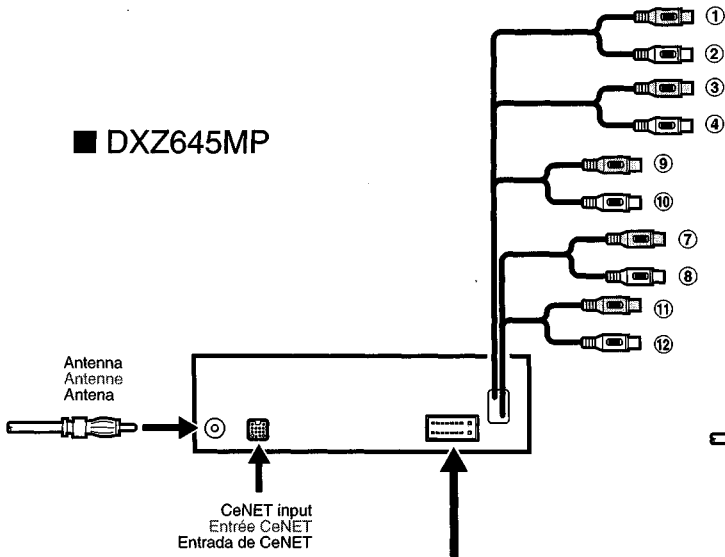 ①
②
③
④
■ DXZ645MP
⑨
⑩
⑦
⑧
⑪
⑫
Antenna
Antenne
Antena
CeNET input
Entrée CeNET
Entrada de CeNET